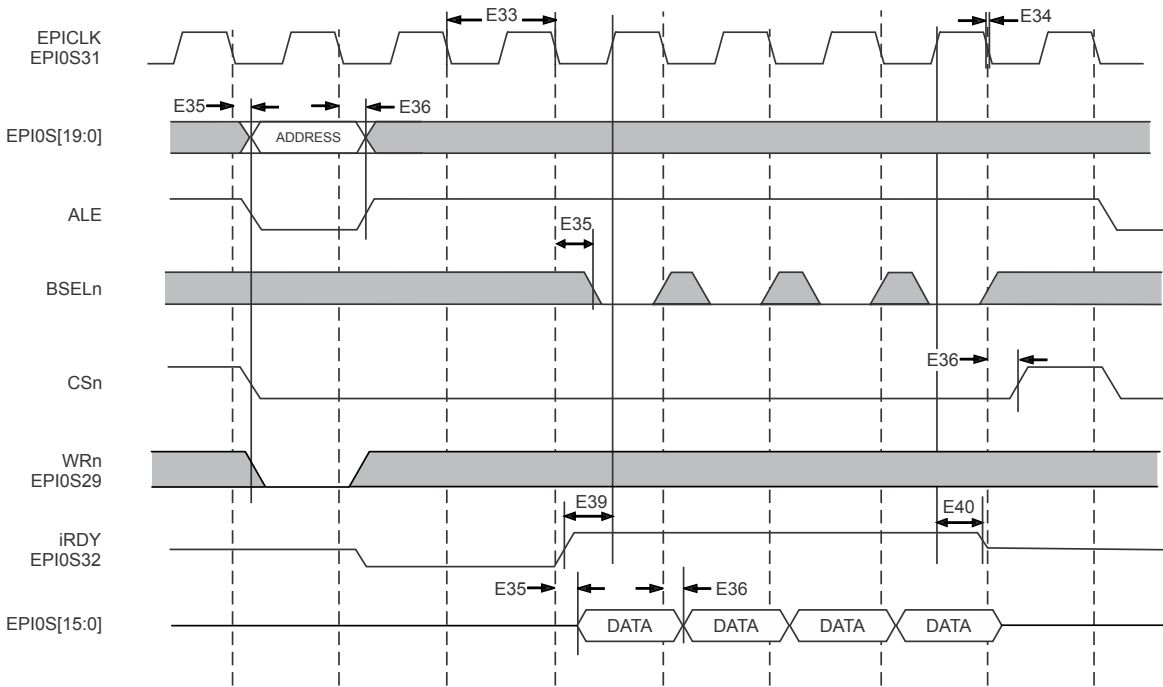 E33
E34
EPICLK
EPI0S31
E35
E36
EPI0S[19:0]
ADDRESS
ALE
E35
BSELn
E36
CSn
WRn
EPI0S29
E39
E40
iRDY
EPI0S32
E35
E36
EPI0S[15:0]
DATA
DATA
DATA
DATA